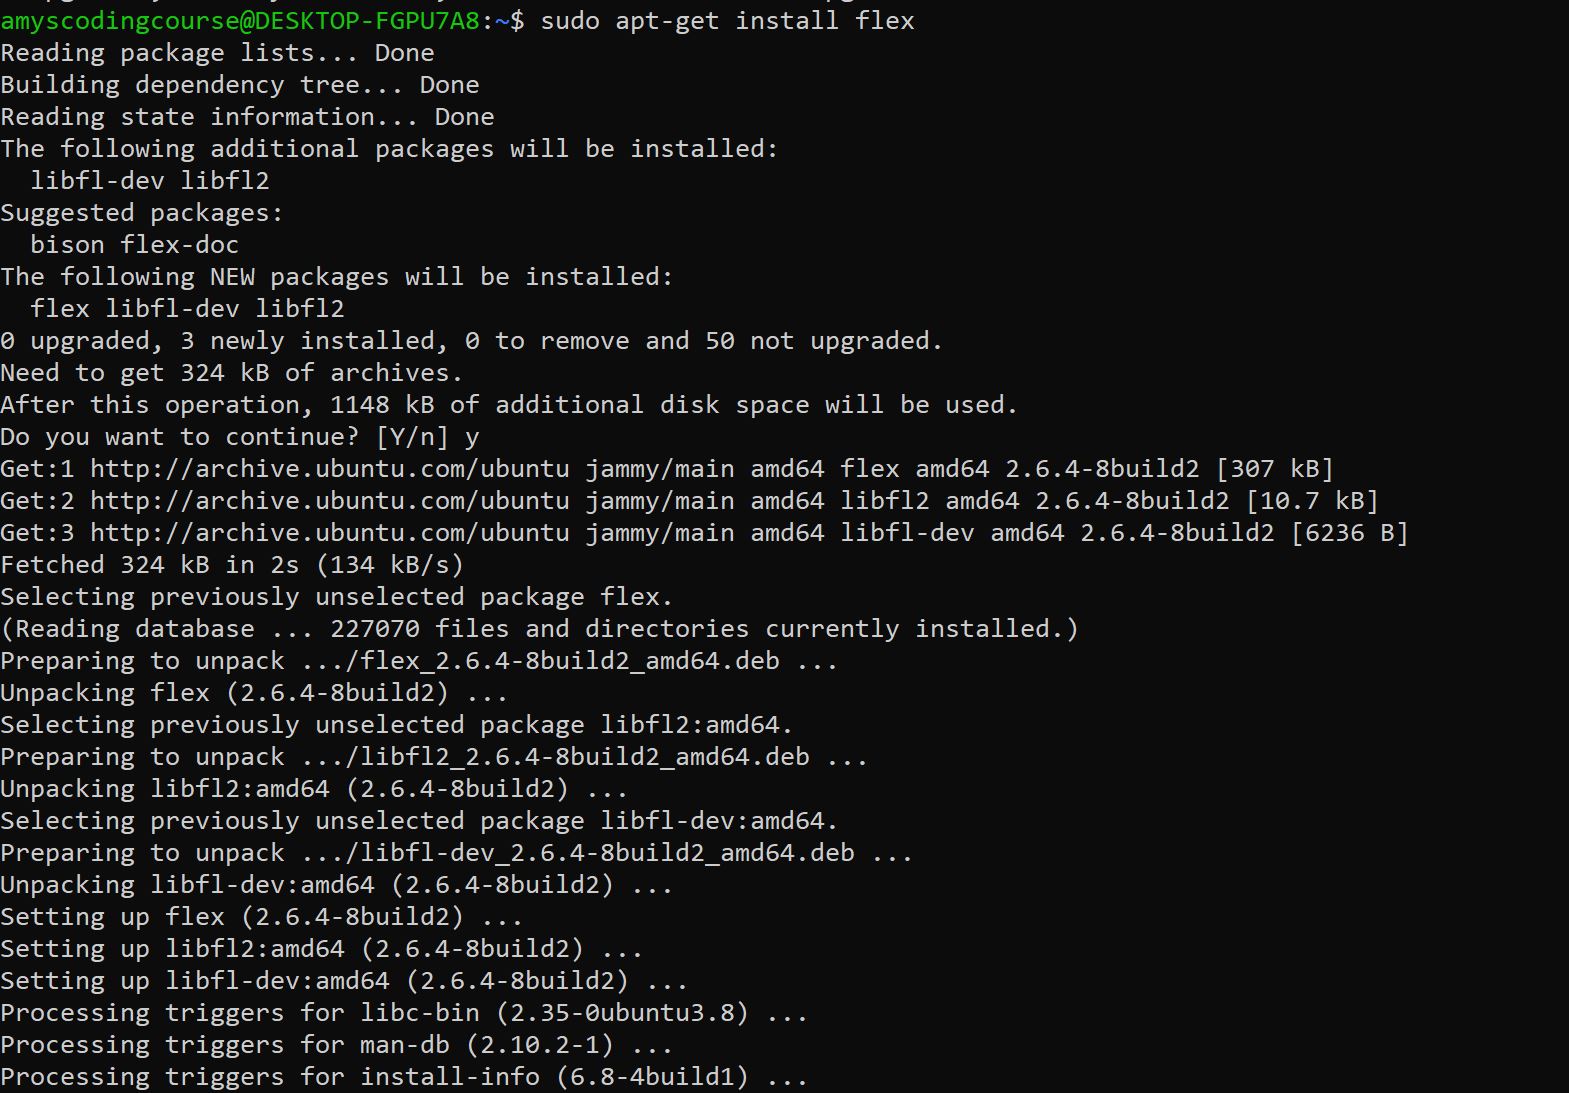 amyscodingcourse@DESKTOP-FGPU7A8:~$ sudo apt-get install flex
Reading package lists... Done
Building dependency tree... Done
Reading state information... Done
The following additional packages will be installed:
  libfl-dev libfl2
Suggested packages:
  bison flex-doc
The following NEW packages will be installed:
  flex libfl-dev libfl2
0 upgraded, 3 newly installed, 0 to remove and 50 not upgraded.
Need to get 324 kB of archives.
After this operation, 1148 kB of additional disk space will be used.
Do you want to continue? [Y/n] y
Get:1 http://archive.ubuntu.com/ubuntu jammy/main amd64 flex amd64 2.6.4-8build2 [307 kB]
Get:2 http://archive.ubuntu.com/ubuntu jammy/main amd64 libfl2 amd64 2.6.4-8build2 [10.7 kB]
Get:3 http://archive.ubuntu.com/ubuntu jammy/main amd64 libfl-dev amd64 2.6.4-8build2 [6236 B]
Fetched 324 kB in 2s (134 kB/s)
Selecting previously unselected package flex.
(Reading database ... 227070 files and directories currently installed.)
Preparing to unpack .../flex_2.6.4-8build2_amd64.deb ...
Unpacking flex (2.6.4-8build2) ...
Selecting previously unselected package libfl2:amd64.
Preparing to unpack .../libfl2_2.6.4-8build2_amd64.deb ...
Unpacking libfl2:amd64 (2.6.4-8build2) ...
Selecting previously unselected package libfl-dev:amd64.
Preparing to unpack .../libfl-dev_2.6.4-8build2_amd64.deb ...
Unpacking libfl-dev:amd64 (2.6.4-8build2) ...
Setting up flex (2.6.4-8build2) ...
Setting up libfl2:amd64 (2.6.4-8build2) ...
Setting up libfl-dev:amd64 (2.6.4-8build2) ...
Processing triggers for libc-bin (2.35-0ubuntu3.8) ...
Processing triggers for man-db (2.10.2-1) ...
Processing triggers for install-info (6.8-4build1) ...